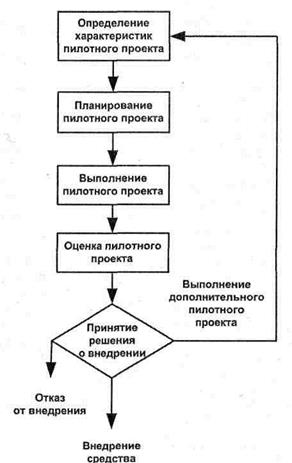 Определение
характеристик
пилотного проекта
Планирование
пилотного проекта
Выполнение
пилотного проекта
Оценка пилотного
проекта
Выполнение
дополнительного
пилотного
проекта
Принятие
решения
о внедрении
Отказ
от внедрения
Внедрение
средства